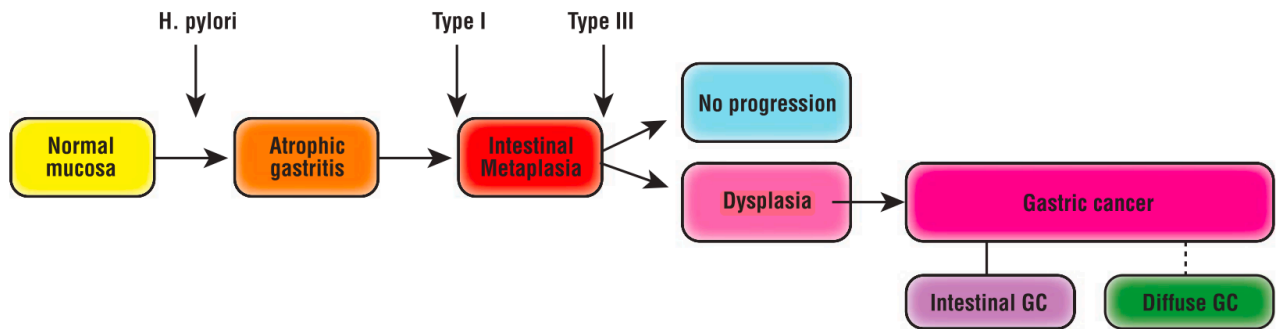 H. pylori
Type I
Type III
Normal
mucosa
Atrophic
gastritis
Intestinal
Metaplasia
No progression
Dysplasia
Gastric cancer
Intestinal GC
Diffuse GC